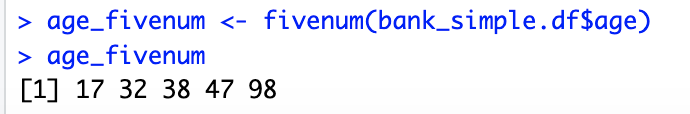 > age_fivenum <- fivenum(bank_simple.df$age)
> age_fivenum
[1] 17 32 38 47 98